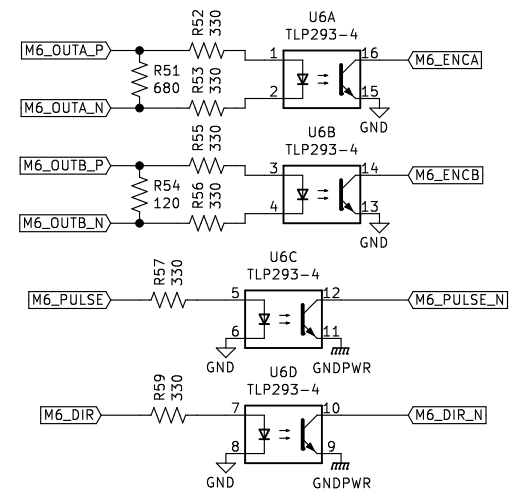 R52
330
U6A
TLP293-4
M6_OUTA_P
1
16
M6_ENCA
R51
680
R53
330
M6_OUTA_N
2
15
GND
R55
330
U6B
TLP293-4
M6_OUTB_P
3
14
M6_ENCB
R54
120
R56
330
M6_OUTB_N
4
13
GND
R57
330
U6C
TLP293-4
M6_PULSE
5
12
M6_PULSE_N
6
11
GND
GNDPWR
R59
330
U6D
TLP293-4
M6_DIR
7
10
M6_DIR_N
8
9
GND
GNDPWR